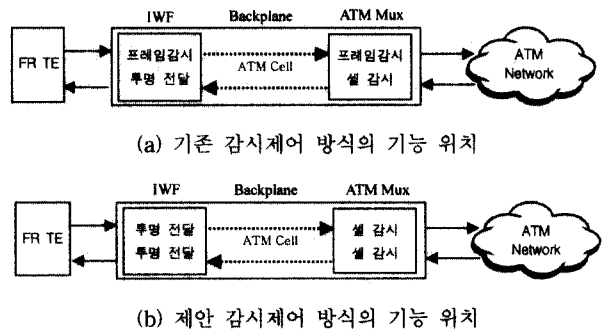 IWF Backplane ATM Mux
FR TE
프레임감시
투명 전달
ATM Cell
프레임감시
셀 감시
ATM
Network
(a) 기존 감시제어 방식의 기능 위치
IWF Backplane ATM Mux
FR TE
투명 전달
투명 전달
ATM Cell
셀 감시
셀 감시
ATM
Network
(b) 제안 감시제어 방식의 기능 위치